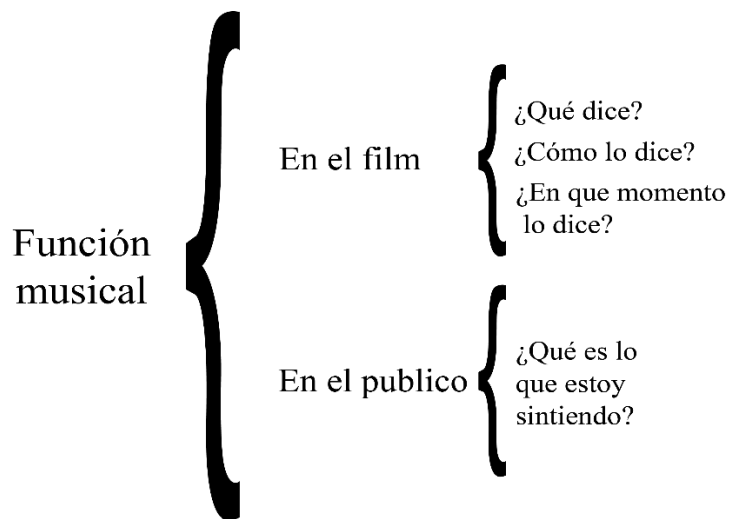 Función
musical
En el film
¿Qué dice?
¿Cómo lo dice?
¿En que momento
lo dice?
En el publico
¿Qué es lo
que estoy
sintiendo?